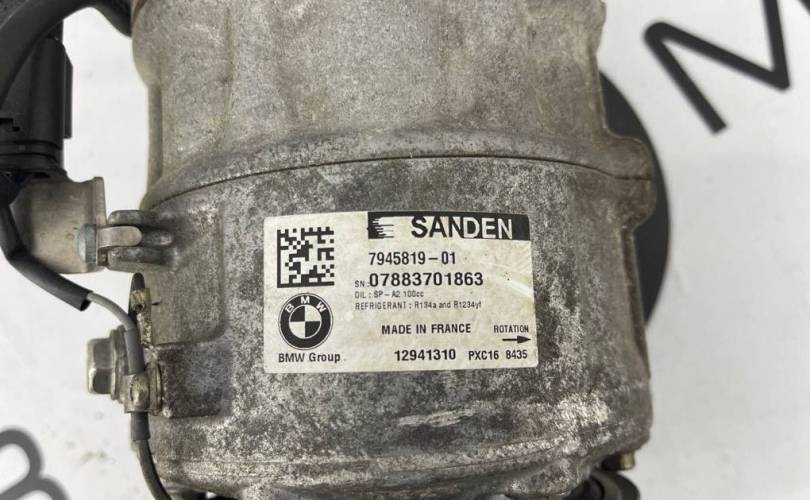 SANDEN
7945819-01
SN:07883701863
OIL : SP-A2 100cc
REFRIGERANT : R134a and R1234yf
BMW
MADE IN FRANCE ROTATION
BMW Group 12941310 PXC16 8435